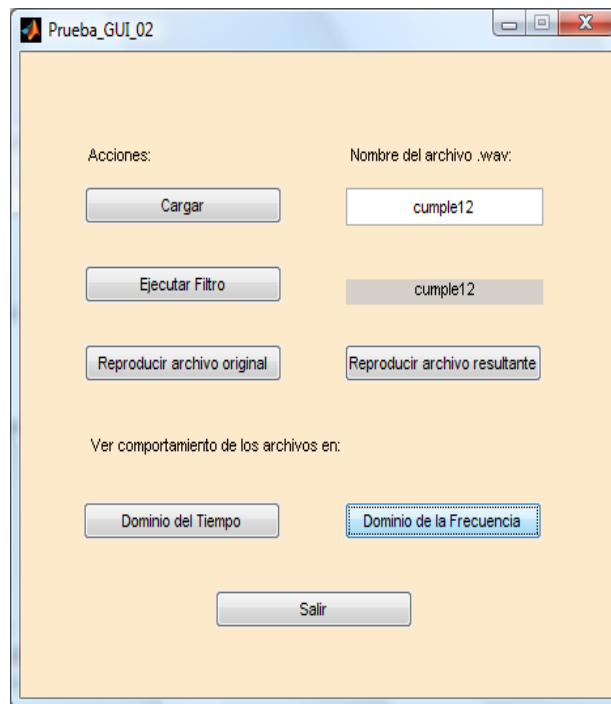 Prueba_GUI_02
Acciones:
Nombre del archivo .wav:
Cargar
cumple12
Ejecutar Filtro
cumple12
Reproducir archivo original
Reproducir archivo resultante
Ver comportamiento de los archivos en:
Dominio del Tiempo
Dominio de la Frecuencia
Salir